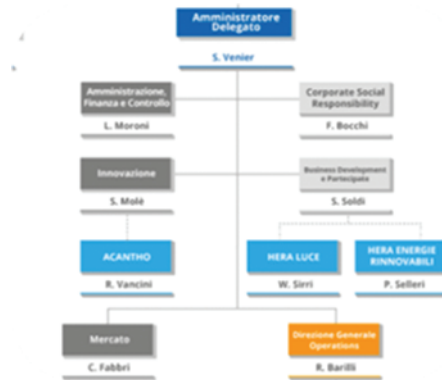 Amministratore
Delegato
S. Venier
Amministrazione,
Finanza e Controllo
L. Moroni
Corporate Social
Responsibility
F. Bocchi
Innovazione
S. Molè
Business Development
e Partecipate
S. Soldi
ACANTHO
R. Vancini
HERA LUCE
W. Sirri
HERA ENERGIE
RINNOVABILI
P. Selleri
Mercato
C. Fabbri
Direzione Generale
Operations
R. Barilli